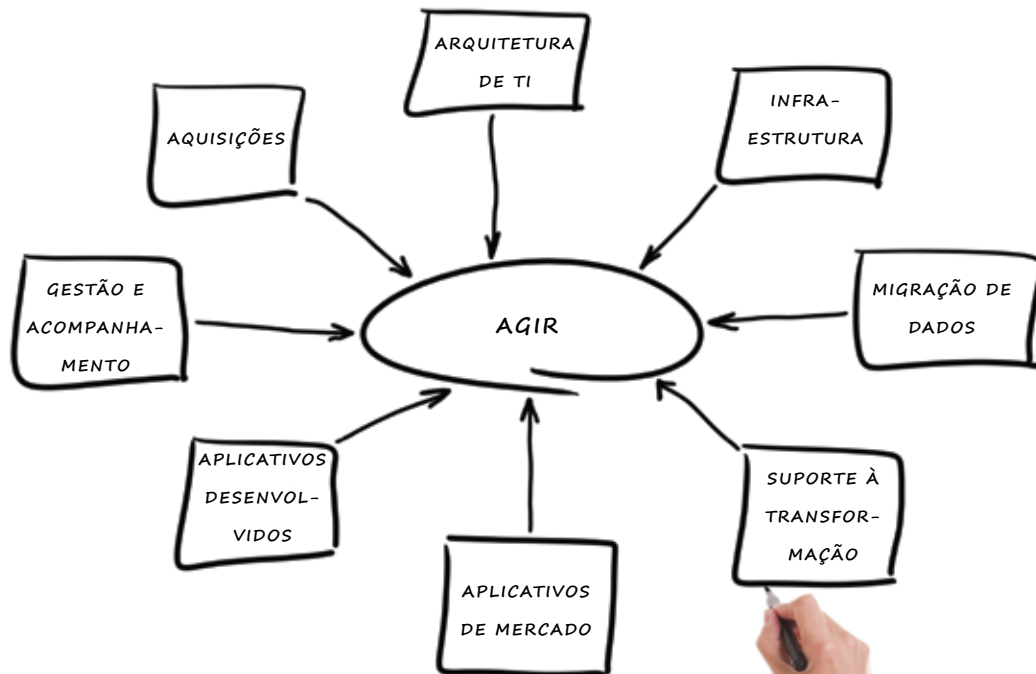 ARQUITETURA
DE TI
INFRA-
ESTRUTURA
AQUISIÇÕES
GESTÃO E
ACOMPANHA-
MENTO
AGIR
MIGRAÇÃO DE
DADOS
APLICATIVOS
DESENVOL-
VIDOS
SUPORTE À
TRANSFOR-
MAÇÃO
APLICATIVOS
DE MERCADO